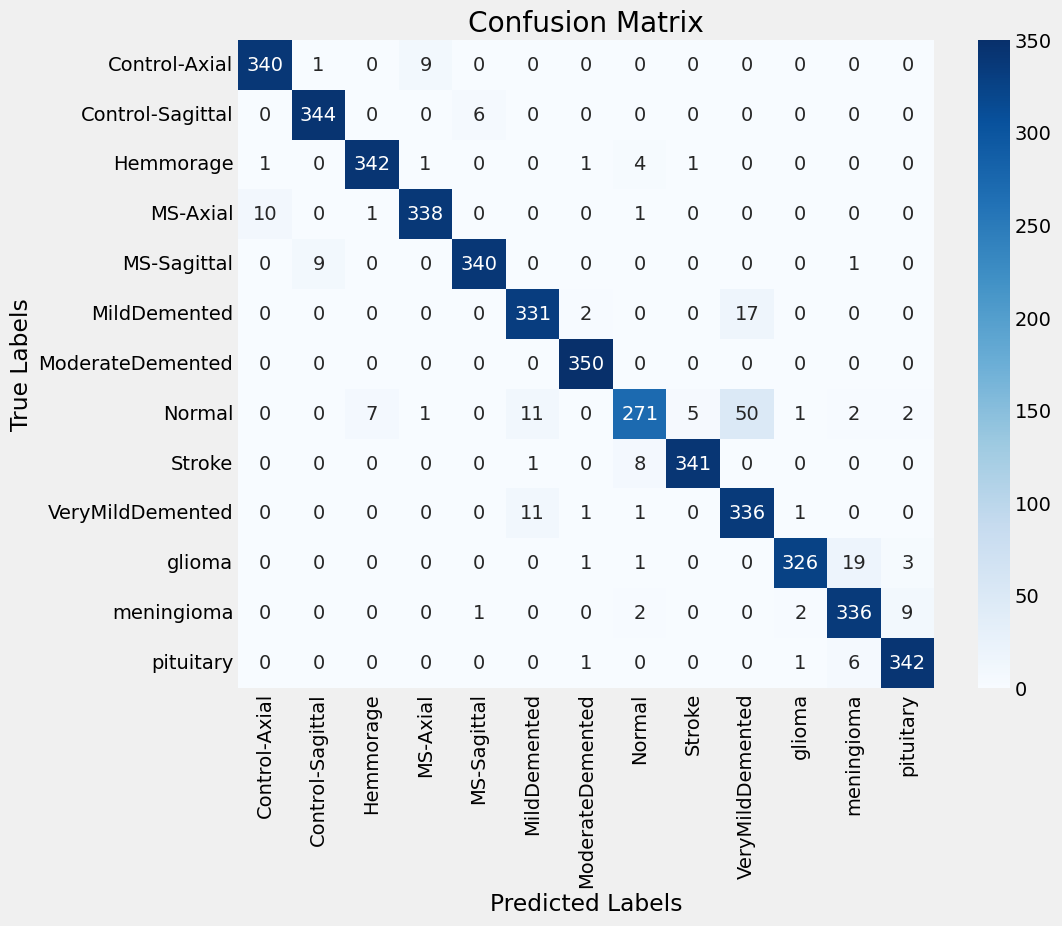 Confusion Matrix
True Labels
Control-Axial 340 1 0 9 0 0 0 0 0 0 0 0 0
Control-Sagittal 0 344 0 0 6 0 0 0 0 0 0 0 0
Hemmorage 1 0 342 1 0 0 1 4 1 0 0 0 0
MS-Axial 10 0 1 338 0 0 0 1 0 0 0 0 0
MS-Sagittal 0 9 0 0 340 0 0 0 0 0 0 1 0
MildDemented 0 0 0 0 0 331 2 0 0 17 0 0 0
ModerateDemented 0 0 0 0 0 0 350 0 0 0 0 0 0
Normal 0 0 7 1 0 11 0 271 5 50 1 2 2
Stroke 0 0 0 0 0 1 0 8 341 0 0 0 0
VeryMildDemented 0 0 0 0 0 11 1 1 0 336 1 0 0
glioma 0 0 0 0 0 0 1 1 0 0 326 19 3
meningioma 0 0 0 0 1 0 0 2 0 0 2 336 9
pituitary 0 0 0 0 0 0 1 0 0 0 1 6 342
Control-Axial
Control-Sagittal
Hemmorage
MS-Axial
MS-Sagittal
MildDemented
ModerateDemented
Normal
Stroke
VeryMildDemented
glioma
meningioma
pituitary
Predicted Labels
350
300
250
200
150
100
50
0